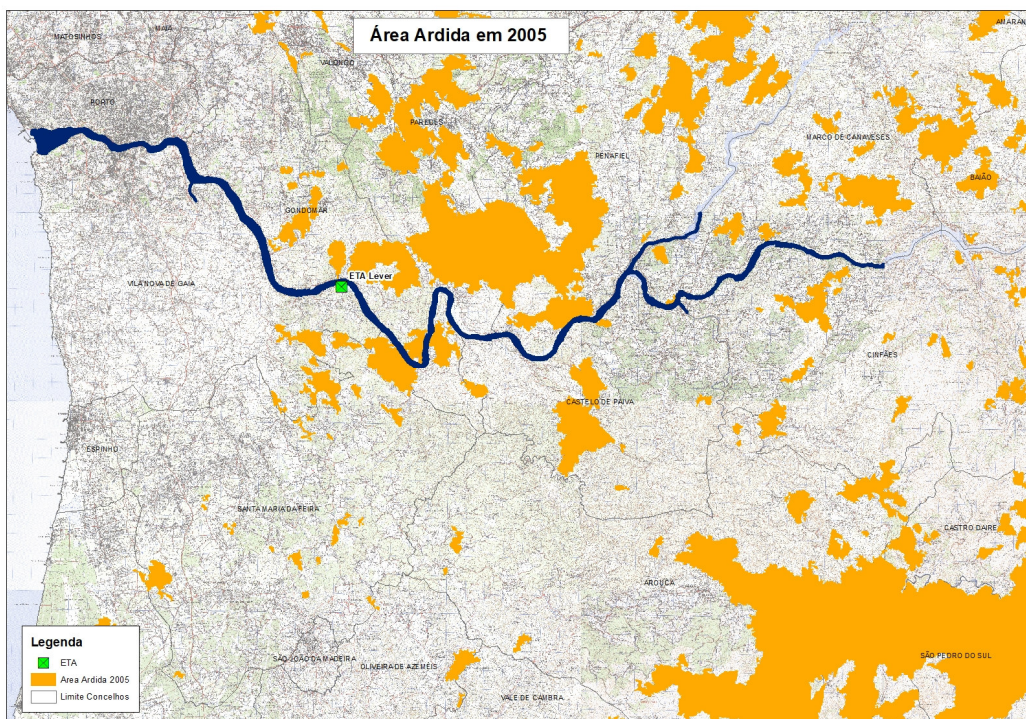 Área Ardida em 2005
AMARAN
MAIA
MATOSINHOS
VALONGO
PORTO
PAREDES
MARCO DE CANAVESES
PENAFIEL
BAIÃO
GONDOMAR
ETA Lever
VILA NOVA DE GAIA
CINFÃES
CASTELO DE PAIVA
ESPINHO
SANTA MARIA DA FEIRA
CASTRO DAIRE
AROUCA
SÃO JOÃO DA MADEIRA
OLIVEIRA DE AZEMÉIS
SÃO PEDRO DO SUL
VALE DE CAMBRA
Legenda
ETA
Area Ardida 2005
Limite Concelhos